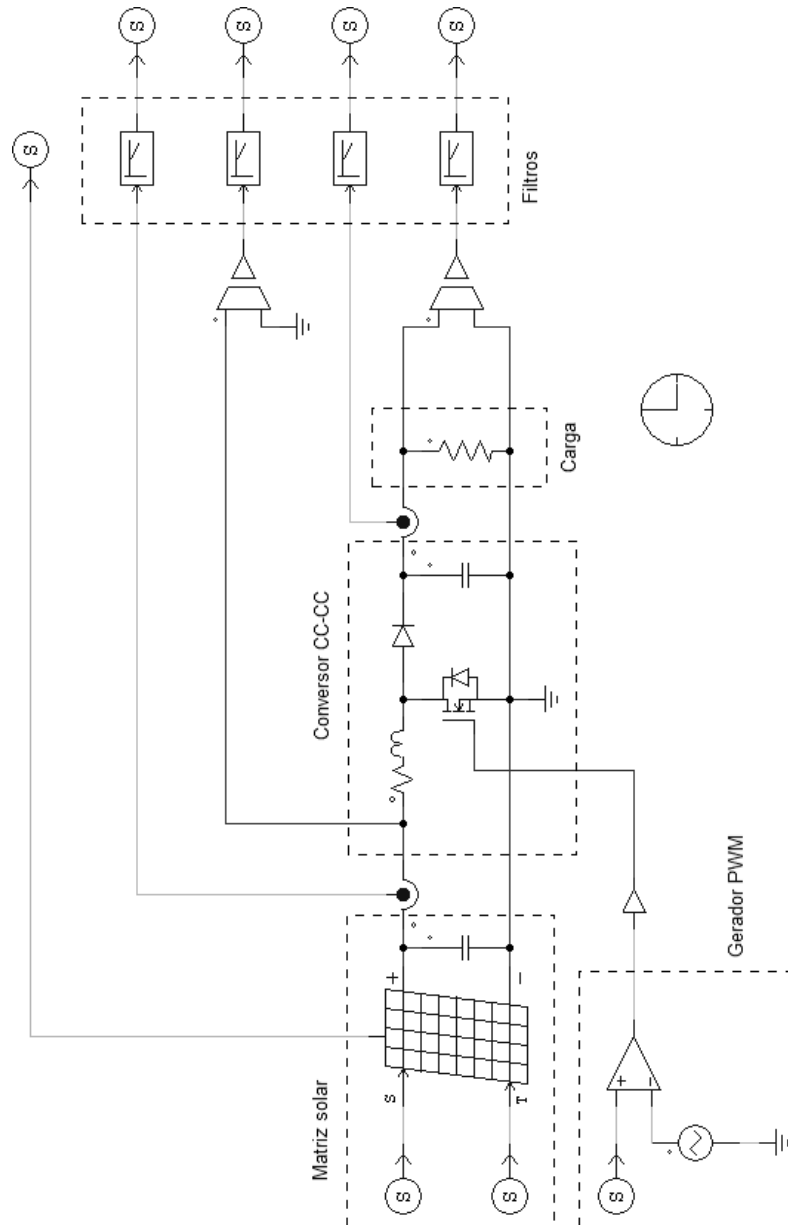 S
S
S
S
S
Filtros
Carga
Conversor CC-CC
Matriz solar
+
−
S
T
S
S
Gerador PWM
+
−
S